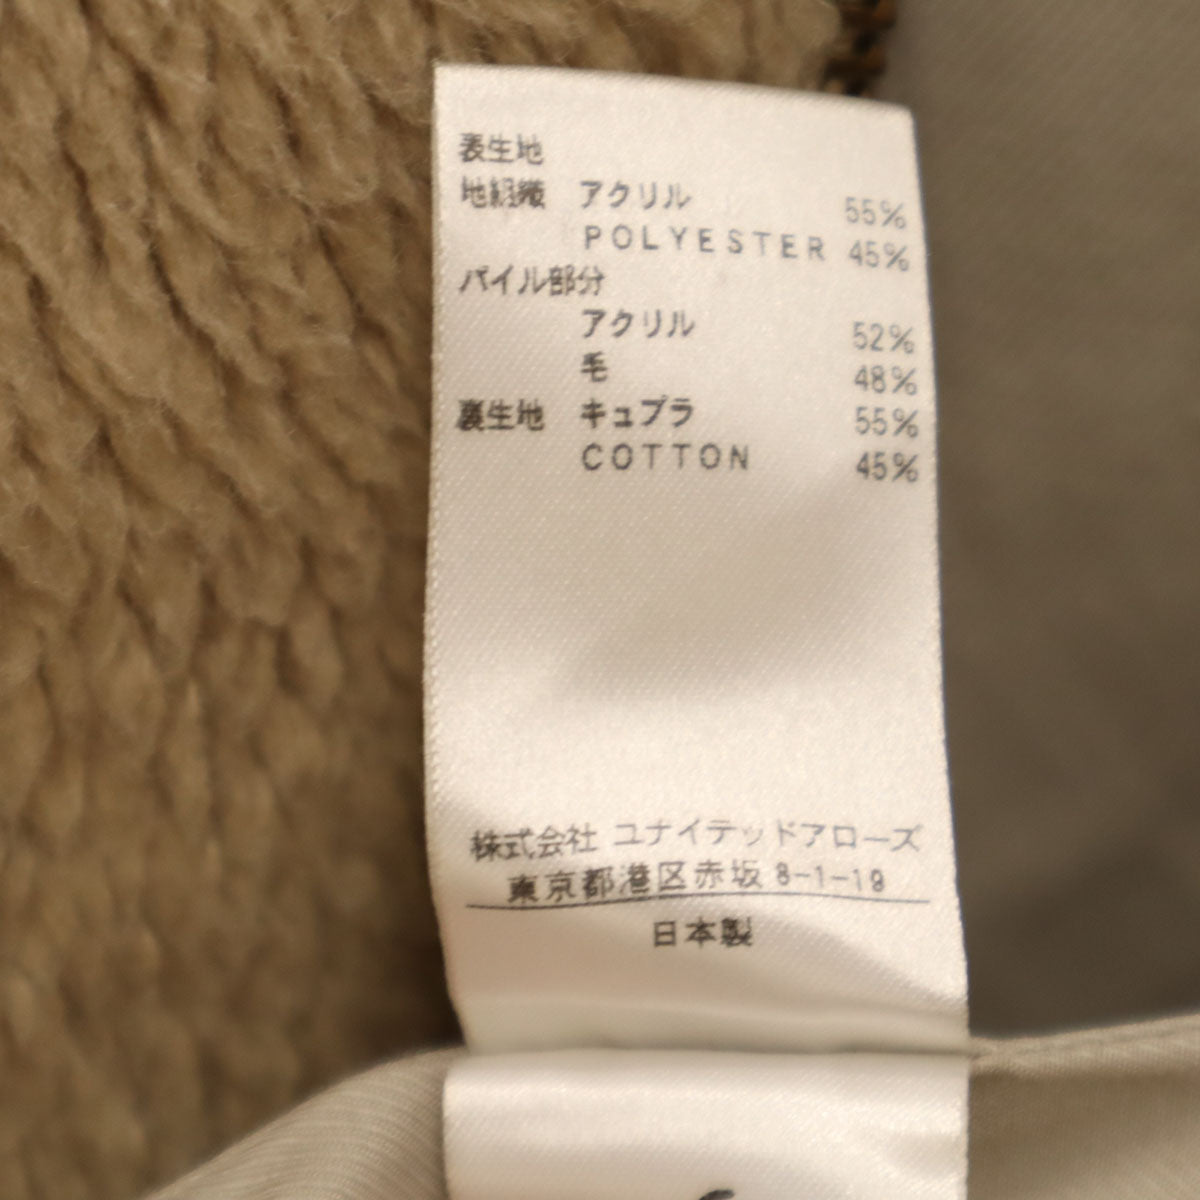 表生地
地組織 アクリル 55%
POLYESTER 45%
パイル部分
アクリル 52%
毛 48%
裏生地 キュプラ 55%
COTTON 45%
株式会社 ユナイテッドアローズ
東京都港区赤坂 8-1-19
日本製